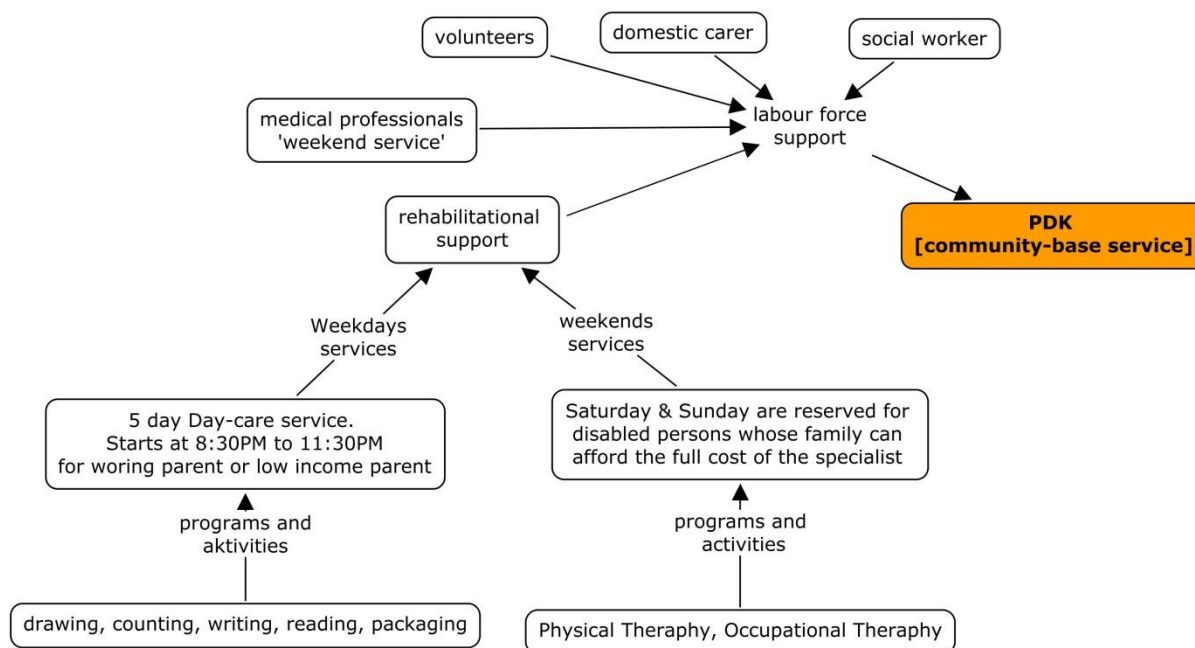 volunteers
domestic carer
social worker
medical professionals
'weekend service'
labour force
support
rehabilitational
support
PDK
[community-base service]
Weekdays
services
weekends
services
5 day Day-care service.
Starts at 8:30PM to 11:30PM
for woring parent or low income parent
Saturday & Sunday are reserved for
disabled persons whose family can
afford the full cost of the specialist
programs and
aktivities
programs and
activities
drawing, counting, writing, reading, packaging
Physical Theraphy, Occupational Theraphy